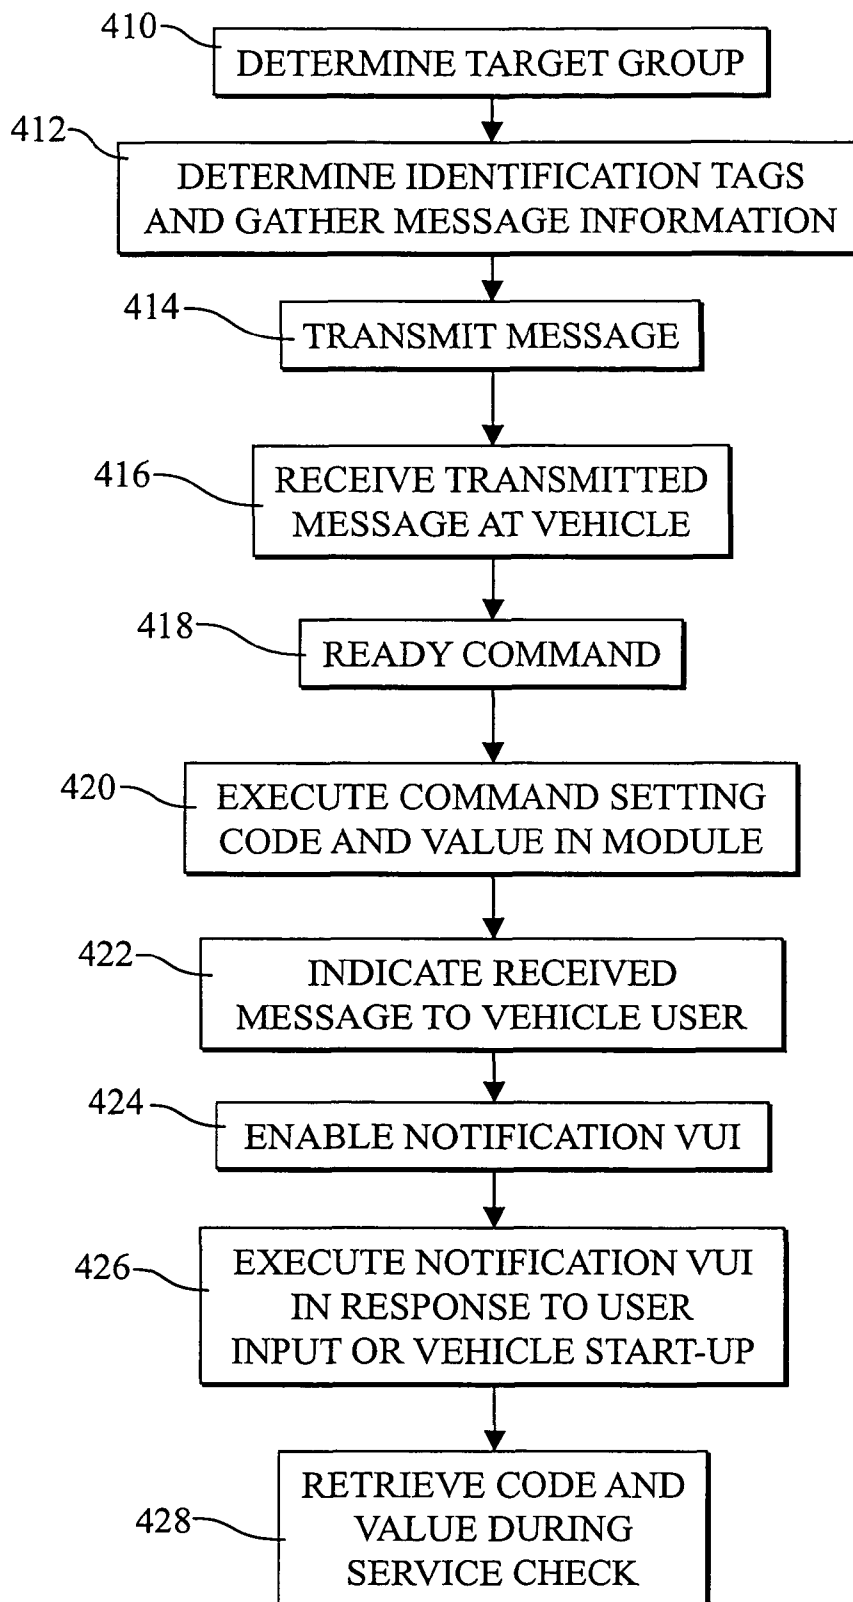 410
DETERMINE TARGET GROUP
412
DETERMINE IDENTIFICATION TAGS
AND GATHER MESSAGE INFORMATION
414
TRANSMIT MESSAGE
416
RECEIVE TRANSMITTED
MESSAGE AT VEHICLE
418
READY COMMAND
420
EXECUTE COMMAND SETTING
CODE AND VALUE IN MODULE
422
INDICATE RECEIVED
MESSAGE TO VEHICLE USER
424
ENABLE NOTIFICATION VUI
426
EXECUTE NOTIFICATION VUI
IN RESPONSE TO USER
INPUT OR VEHICLE START-UP
428
RETRIEVE CODE AND
VALUE DURING
SERVICE CHECK